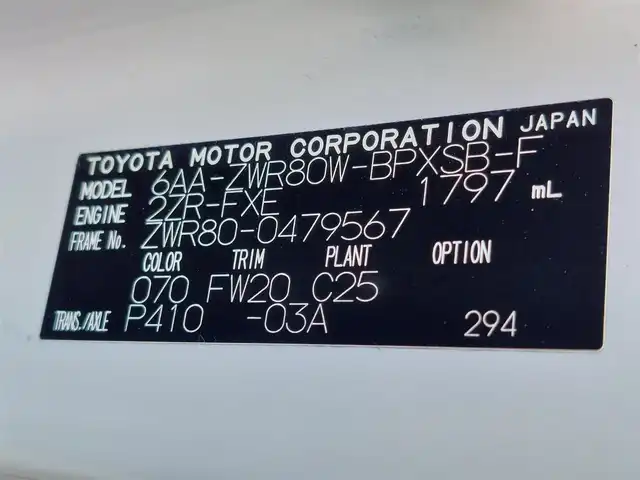 TOYOTA MOTOR CORPORATION JAPAN
MODEL 6AA-ZWR80W-BPXSB-F
ENGINE 2ZR-FXE 1797 mL
FRAME No. ZWR80-0479567
COLOR TRIM PLANT OPTION
070 FW20 C25
TRANS./AXLE P410 -03A 294